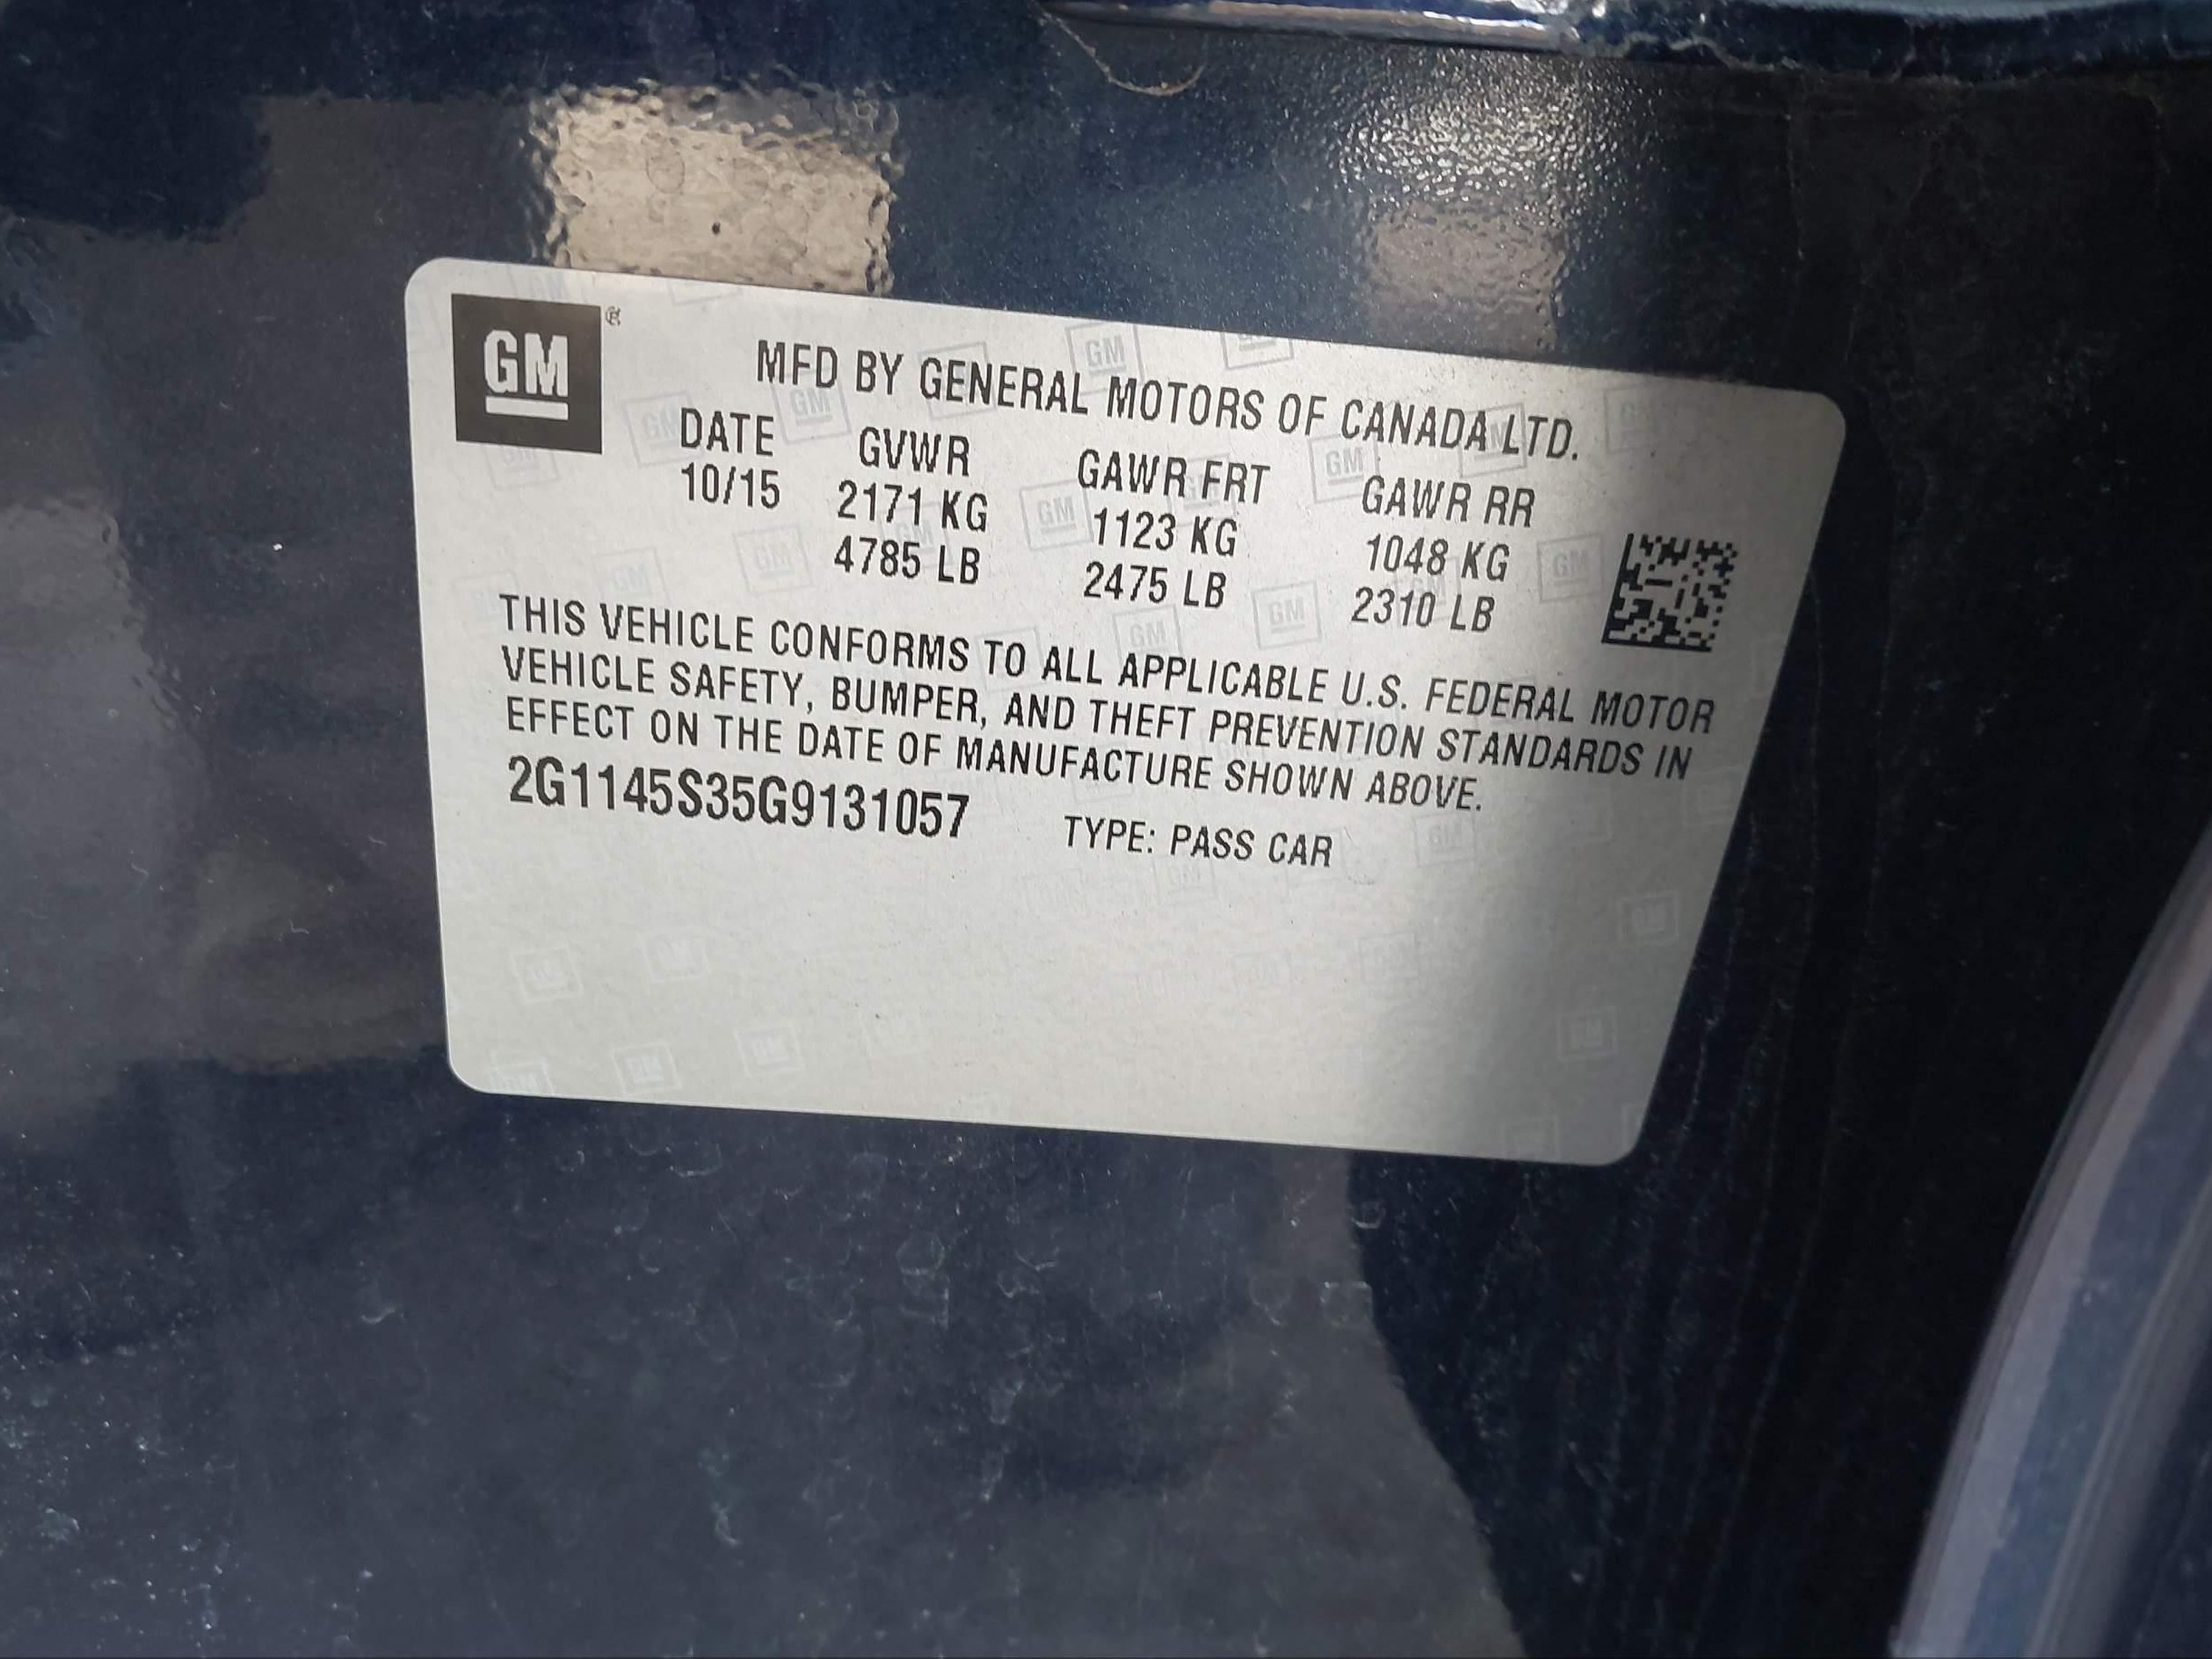 GM
MFD BY GENERAL MOTORS OF CANADA LTD.
DATE GVWR GAWR FRT GAWR RR
10/15 2171 KG 1123 KG 1048 KG
4785 LB 2475 LB 2310 LB
THIS VEHICLE CONFORMS TO ALL APPLICABLE U.S. FEDERAL MOTOR
VEHICLE SAFETY, BUMPER, AND THEFT PREVENTION STANDARDS IN
EFFECT ON THE DATE OF MANUFACTURE SHOWN ABOVE.
2G1145S35G9131057 TYPE: PASS CAR